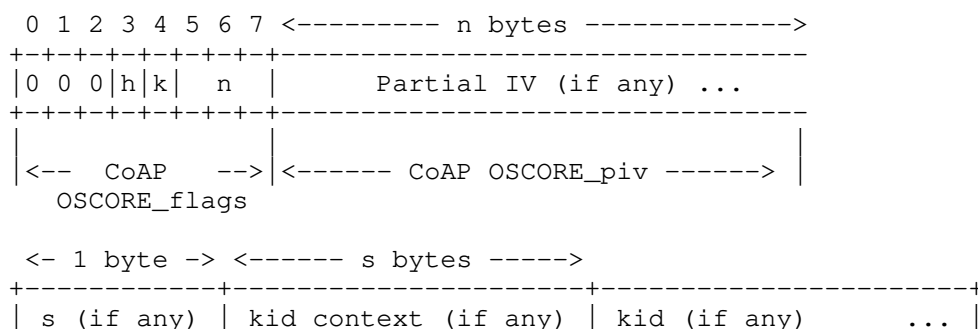 0 1 2 3 4 5 6 7 <--------- n bytes ------------->
+-+-+-+-+-+-+-+-+---------------------------------
|0 0 0|h|k|  n  |      Partial IV (if any) ...
+-+-+-+-+-+-+-+-+---------------------------------
|               |                                |
|<--  CoAP   -->|<------ CoAP OSCORE_piv ------> |
   OSCORE_flags
 <- 1 byte -> <------ s bytes ----->
+------------+----------------------+-----------------------+
| s (if any) | kid context (if any) | kid (if any)      ... |